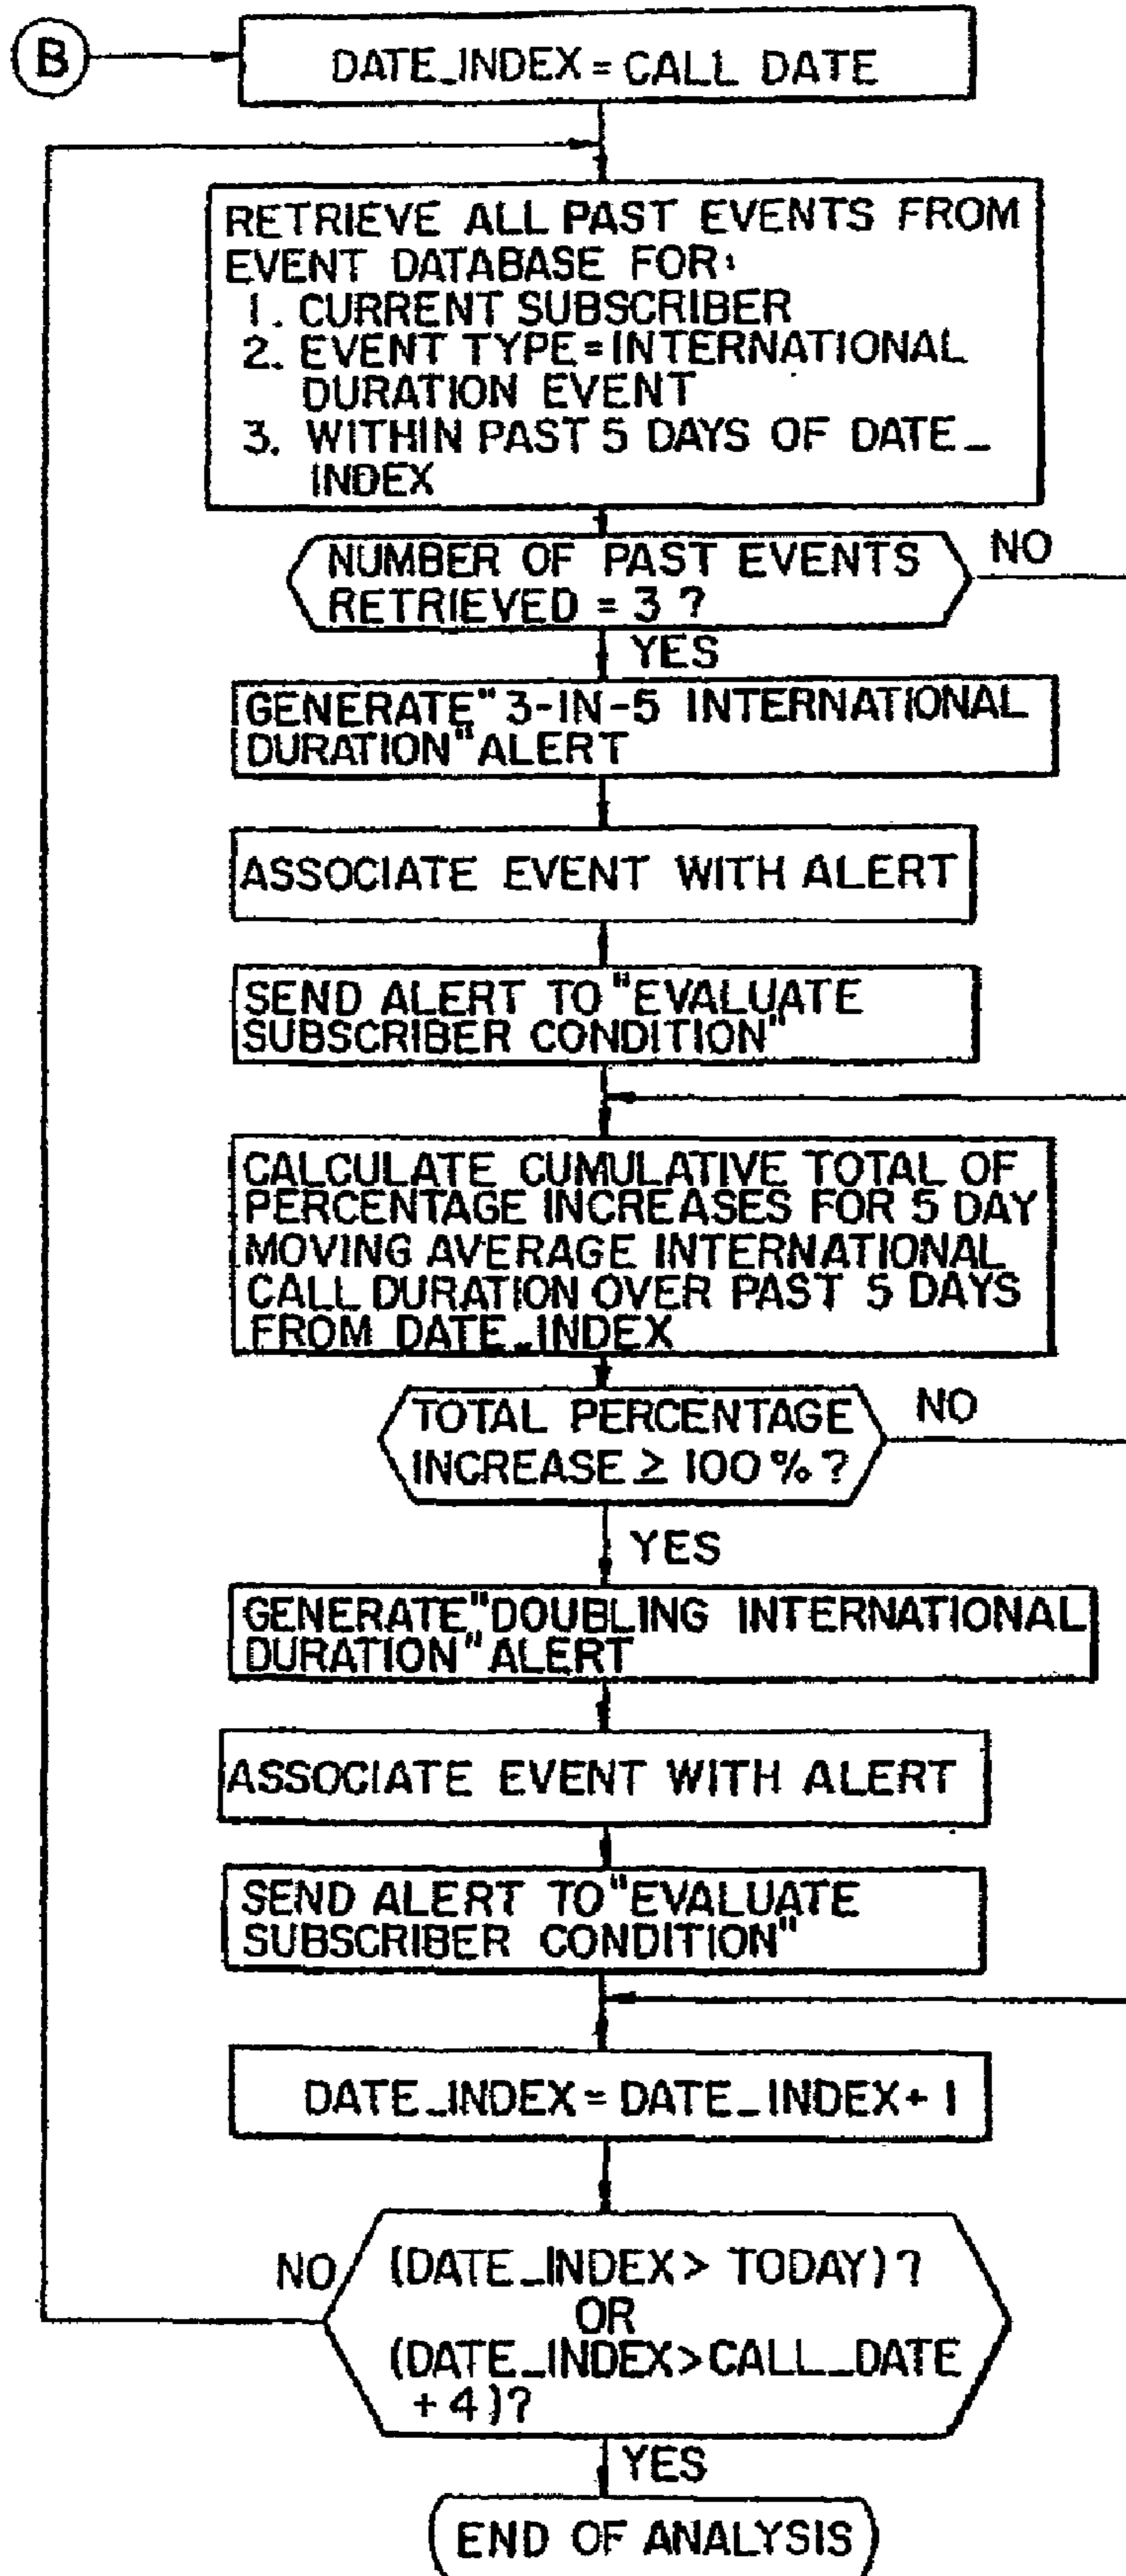 B
DATE_INDEX = CALL DATE
RETRIEVE ALL PAST EVENTS FROM
EVENT DATABASE FOR:
1. CURRENT SUBSCRIBER
2. EVENT TYPE = INTERNATIONAL
DURATION EVENT
3. WITHIN PAST 5 DAYS OF DATE_
INDEX
NUMBER OF PAST EVENTS
RETRIEVED = 3 ?
NO
YES
GENERATE "3-IN-5 INTERNATIONAL
DURATION" ALERT
ASSOCIATE EVENT WITH ALERT
SEND ALERT TO "EVALUATE
SUBSCRIBER CONDITION"
CALCULATE CUMULATIVE TOTAL OF
PERCENTAGE INCREASES FOR 5 DAY
MOVING AVERAGE INTERNATIONAL
CALL DURATION OVER PAST 5 DAYS
FROM DATE_INDEX
TOTAL PERCENTAGE
INCREASE ≥ 100 % ?
NO
YES
GENERATE "DOUBLING INTERNATIONAL
DURATION" ALERT
ASSOCIATE EVENT WITH ALERT
SEND ALERT TO "EVALUATE
SUBSCRIBER CONDITION"
DATE_INDEX = DATE_INDEX + 1
NO
(DATE_INDEX > TODAY) ?
OR
(DATE_INDEX > CALL_DATE
+ 4 )?
YES
END OF ANALYSIS